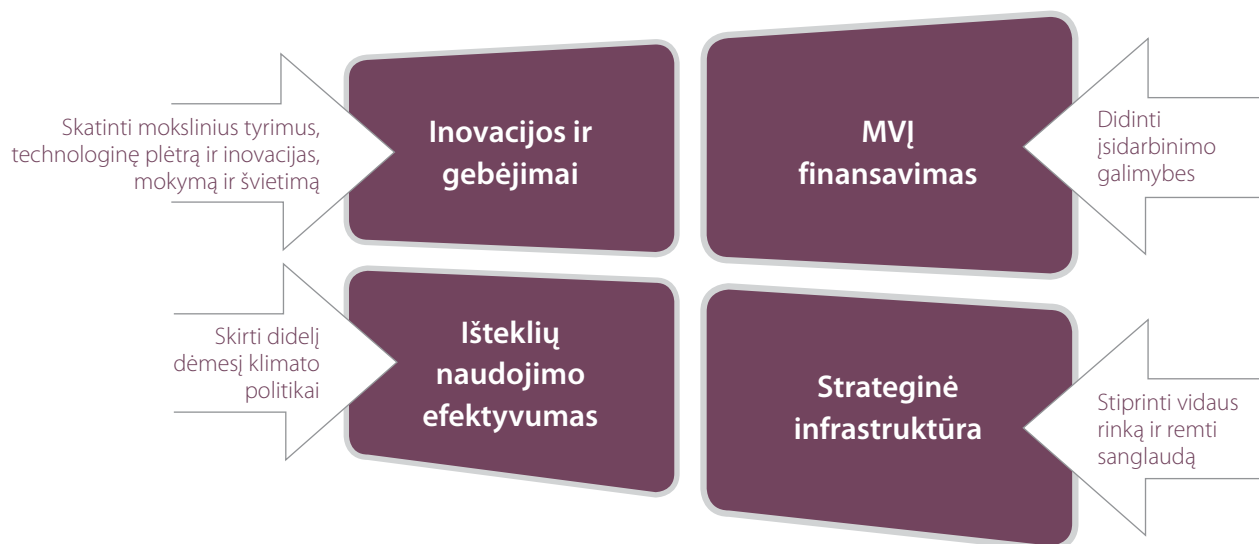 Skatinti mokslinius tyrimus,
technologinę plėtrą ir inovacijas,
mokymą ir švietimą
Inovacijos ir
gebėjimai
MVĮ
finansavimas
Didinti
įsidarbinimo
galimybes
Skirti didelį
dėmesį klimato
politikai
Išteklių
naudojimo
efektyvumas
Strateginė
infrastruktūra
Stiprinti vidaus
rinką ir remti
sanglaudą